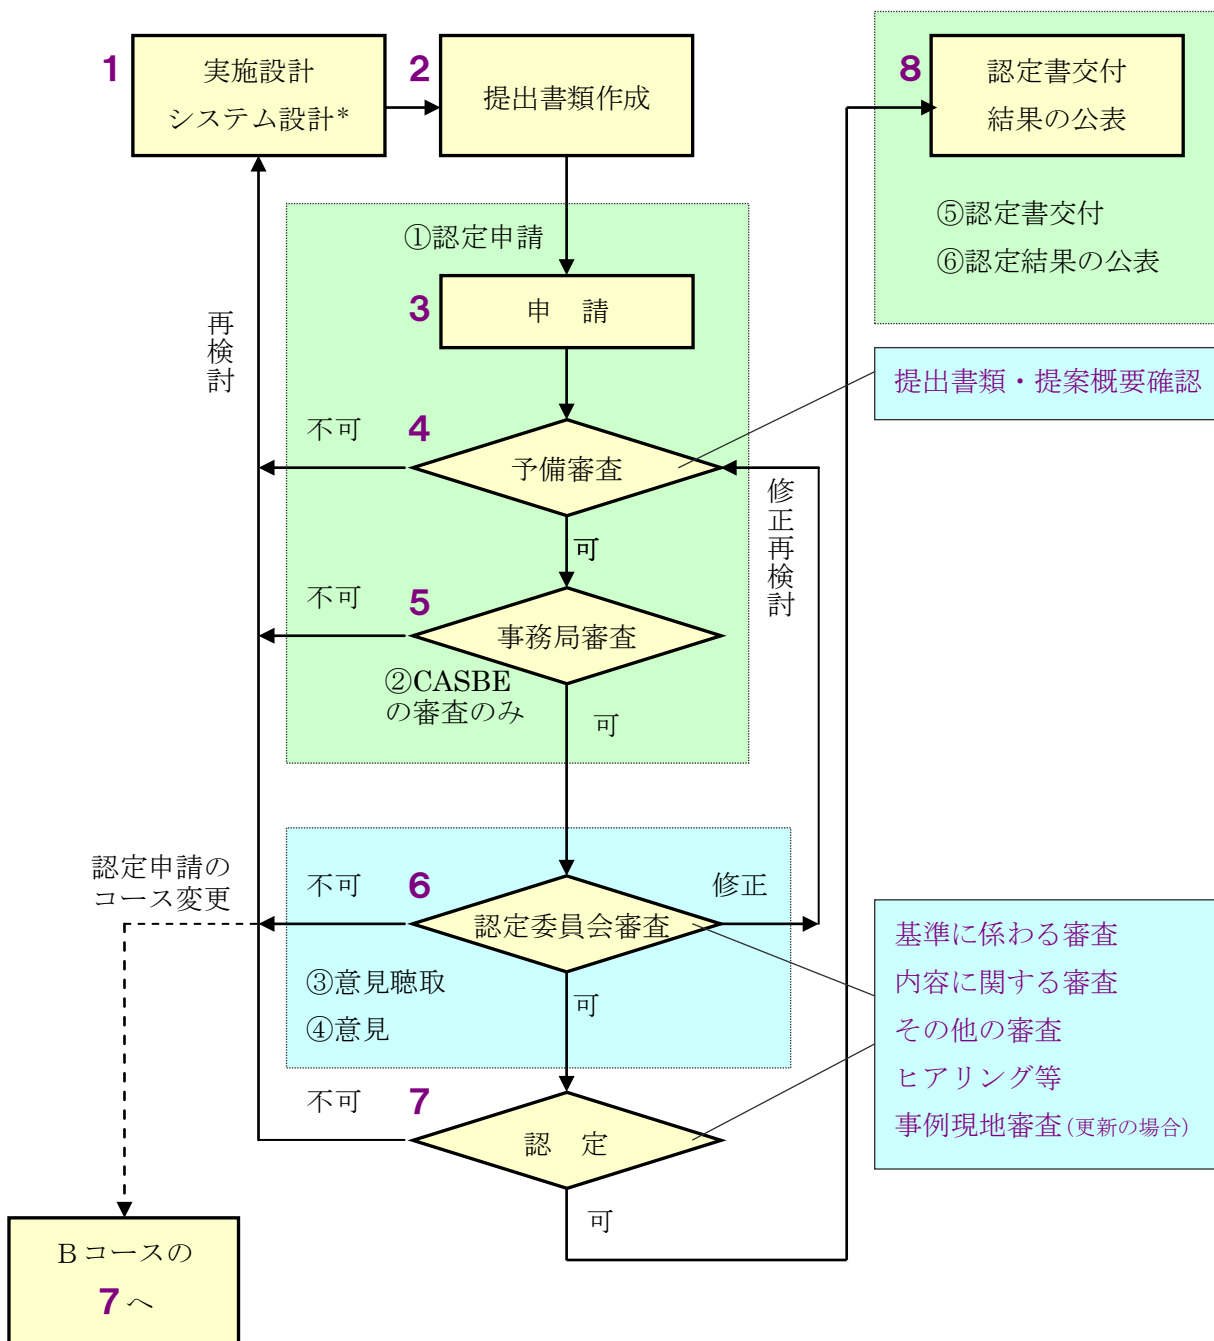 1
実施設計
システム設計*
2
提出書類作成
8
認定書交付
結果の公表
⑤認定書交付
⑥認定結果の公表
①認定申請
3
申 請
再検討
提出書類・提案概要確認
不可
4
予備審査
修正再検討
可
不可
5
事務局審査
②CASBE
の審査のみ
可
認定申請の
コース変更
不可
6
認定委員会審査
修正
③意見聴取
④意見
可
基準に係わる審査
内容に関する審査
その他の審査
ヒアリング等
事例現地審査(更新の場合)
不可
7
認 定
可
Bコースの
7へ